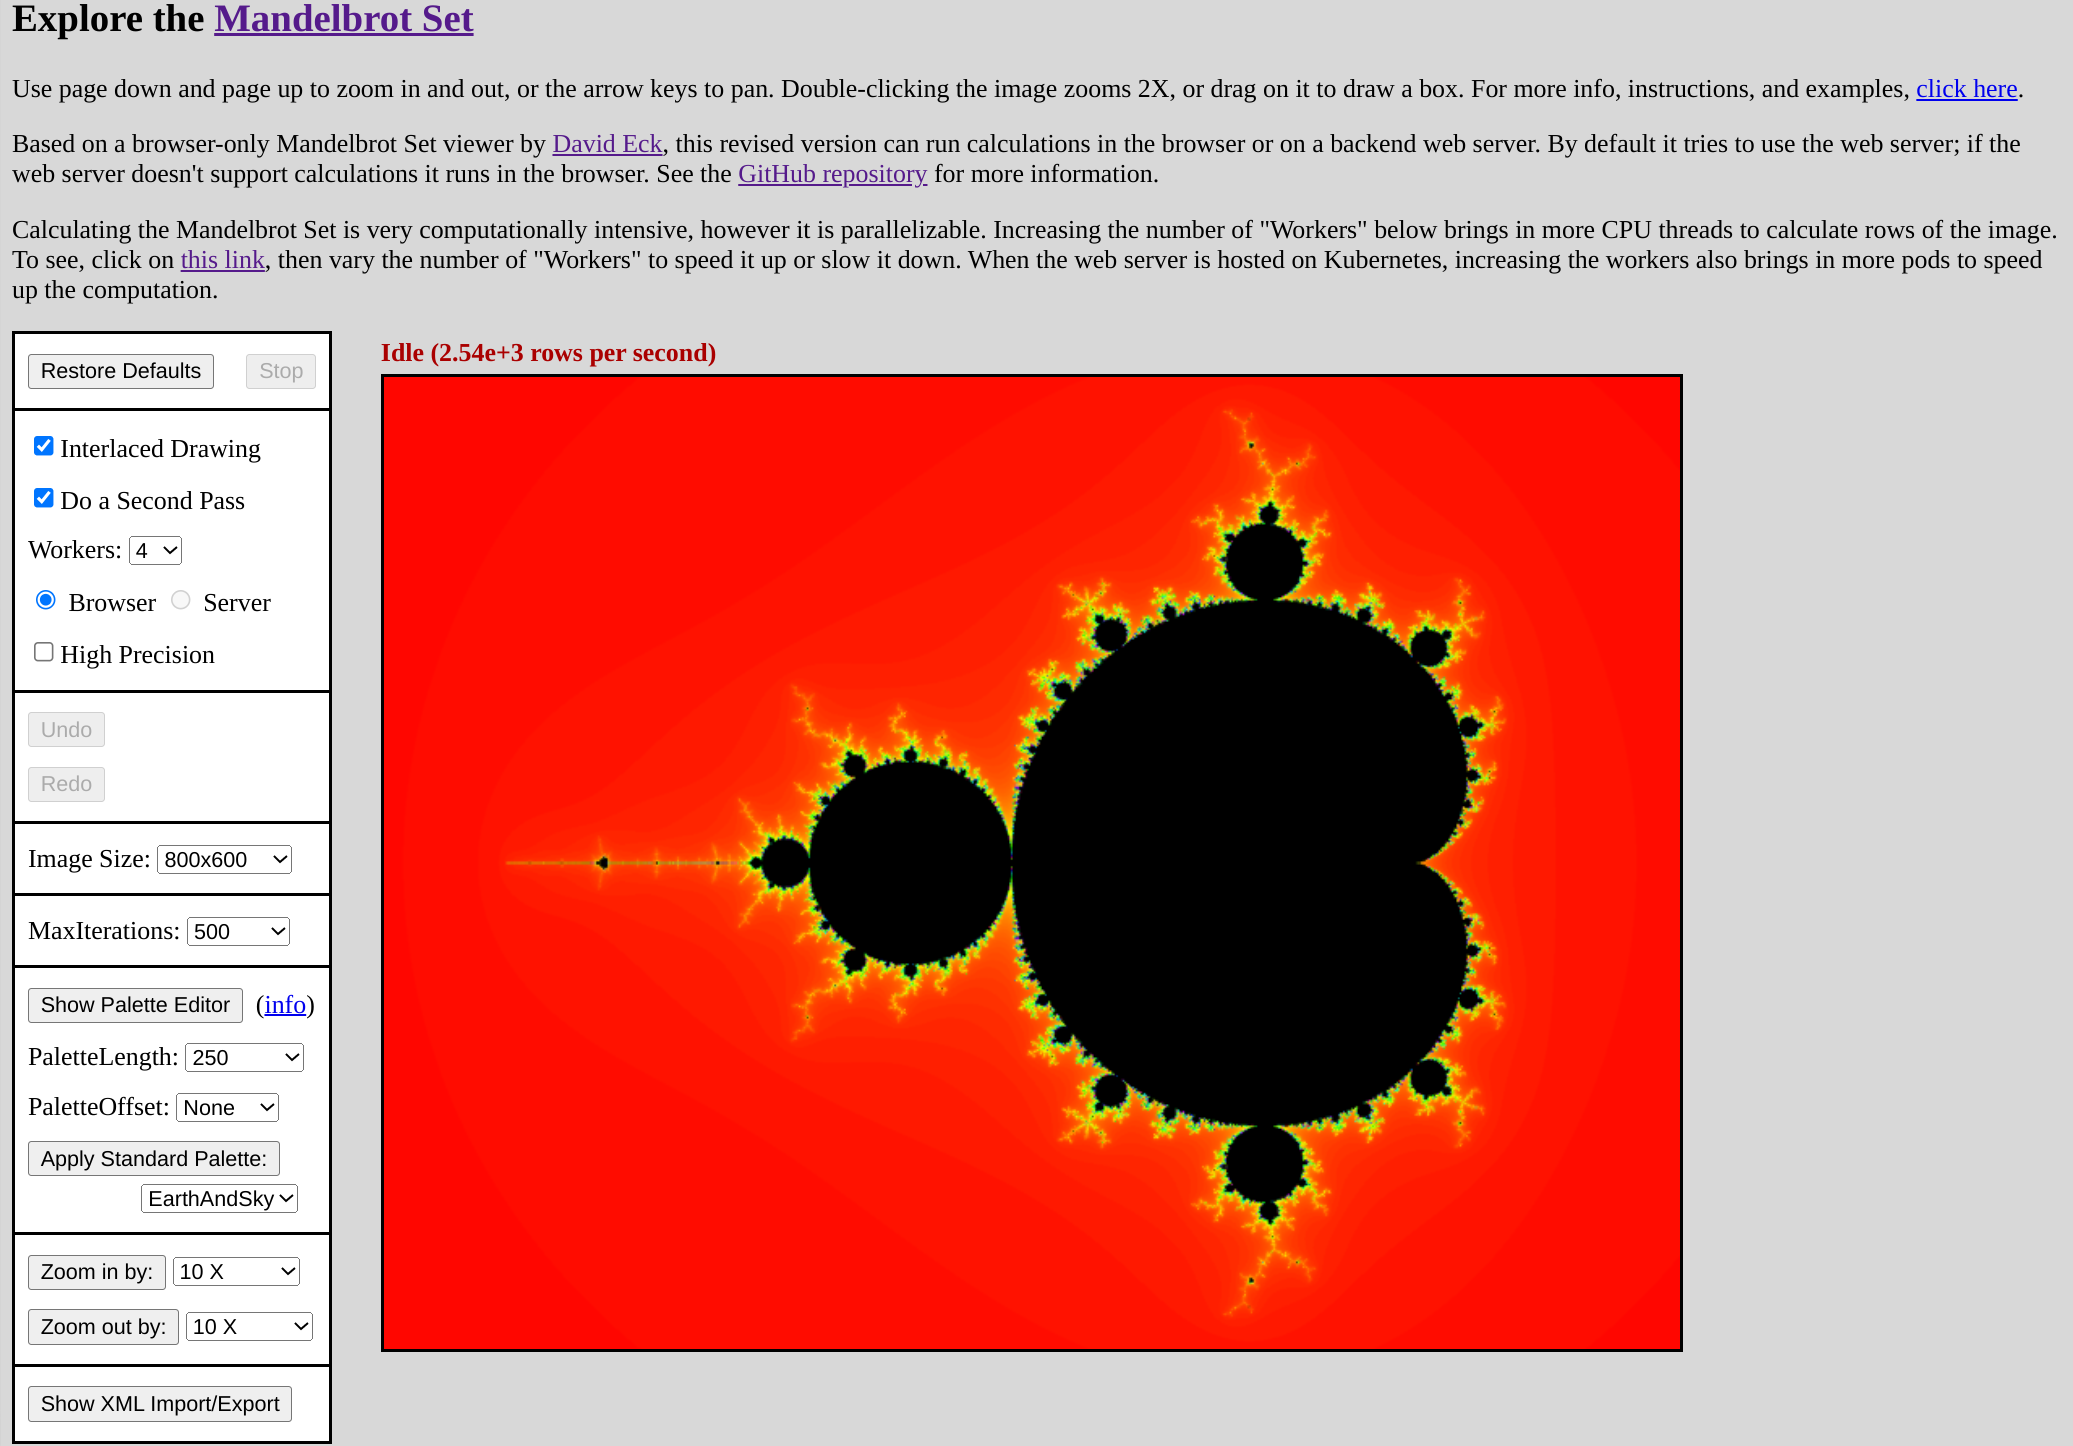 Explore the Mandelbrot Set
Use page down and page up to zoom in and out, or the arrow keys to pan. Double-clicking the image zooms 2X, or drag on it to draw a box. For more info, instructions, and examples, click here.
Based on a browser-only Mandelbrot Set viewer by David Eck, this revised version can run calculations in the browser or on a backend web server. By default it tries to use the web server; if the
web server doesn't support calculations it runs in the browser. See the GitHub repository for more information.
Calculating the Mandelbrot Set is very computationally intensive, however it is parallelizable. Increasing the number of "Workers" below brings in more CPU threads to calculate rows of the image.
To see, click on this link, then vary the number of "Workers" to speed it up or slow it down. When the web server is hosted on Kubernetes, increasing the workers also brings in more pods to speed
up the computation.
Restore Defaults Stop
Interlaced Drawing
Do a Second Pass
Workers: 4
Browser Server
High Precision
Undo
Redo
Image Size: 800x600
MaxIterations: 500
Show Palette Editor (info)
PaletteLength: 250
PaletteOffset: None
Apply Standard Palette:
EarthAndSky
Zoom in by: 10 X
Zoom out by: 10 X
Show XML Import/Export
Idle (2.54e+3 rows per second)